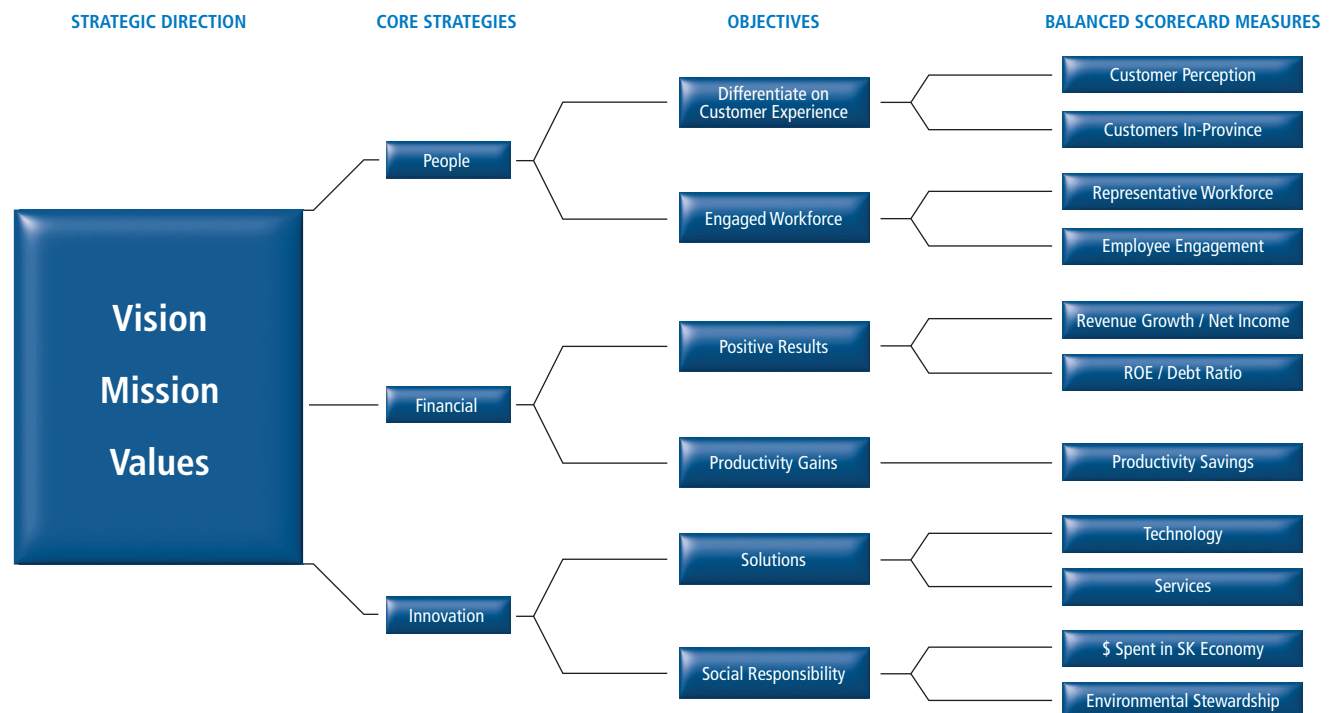 STRATEGIC DIRECTION
CORE STRATEGIES
OBJECTIVES
BALANCED SCORECARD MEASURES
Vision
Mission
Values
People
Differentiate on
Customer Experience
Customer Perception
Customers In-Province
Engaged Workforce
Representative Workforce
Employee Engagement
Financial
Positive Results
Revenue Growth / Net Income
ROE / Debt Ratio
Productivity Gains
Productivity Savings
Innovation
Solutions
Technology
Services
Social Responsibility
$ Spent in SK Economy
Environmental Stewardship